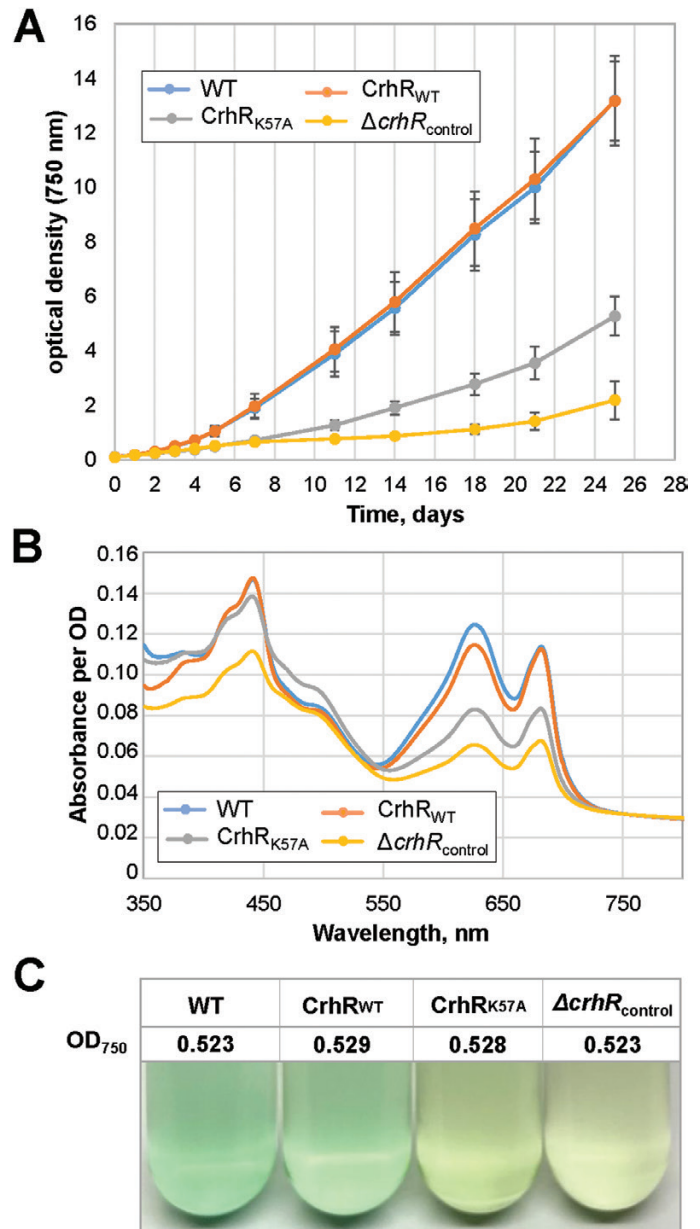 A
16
14
12
10
8
6
4
2
0
optical density (750 nm)
WT
CrhRWT
CrhRK57A
ΔcrhRcontrol
0 2 4 6 8 10 12 14 16 18 20 22 24 26 28
Time, days
B
0.16
0.14
0.12
0.10
0.08
0.06
0.04
0.02
0
Absorbance per OD
WT
CrhRWT
CrhRK57A
ΔcrhRcontrol
350 450 550 650 750
Wavelength, nm
C
WT CrhRWT CrhRK57A ΔcrhRcontrol
OD750 0.523 0.529 0.528 0.523